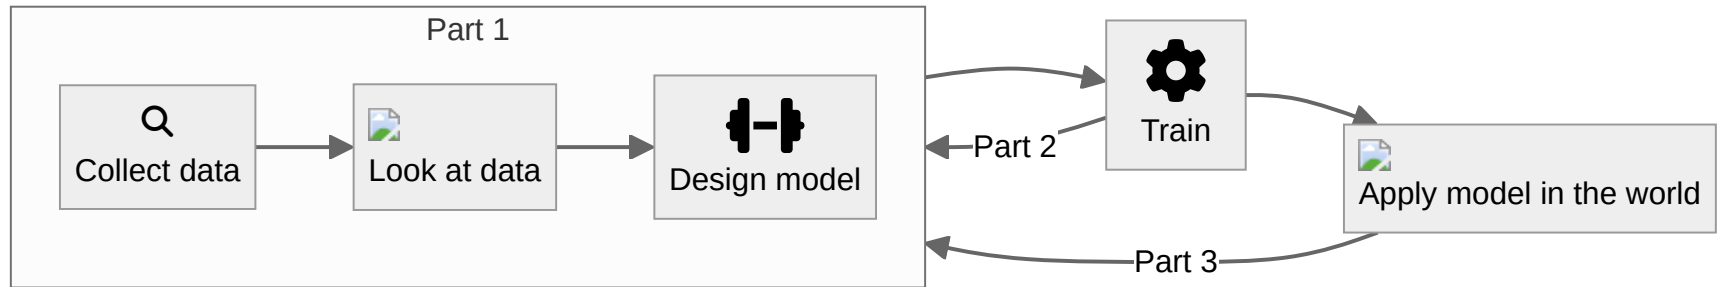 Part 1
Collect data
Look at data
Design model
Train
Part 2
Apply model in the world
Part 3